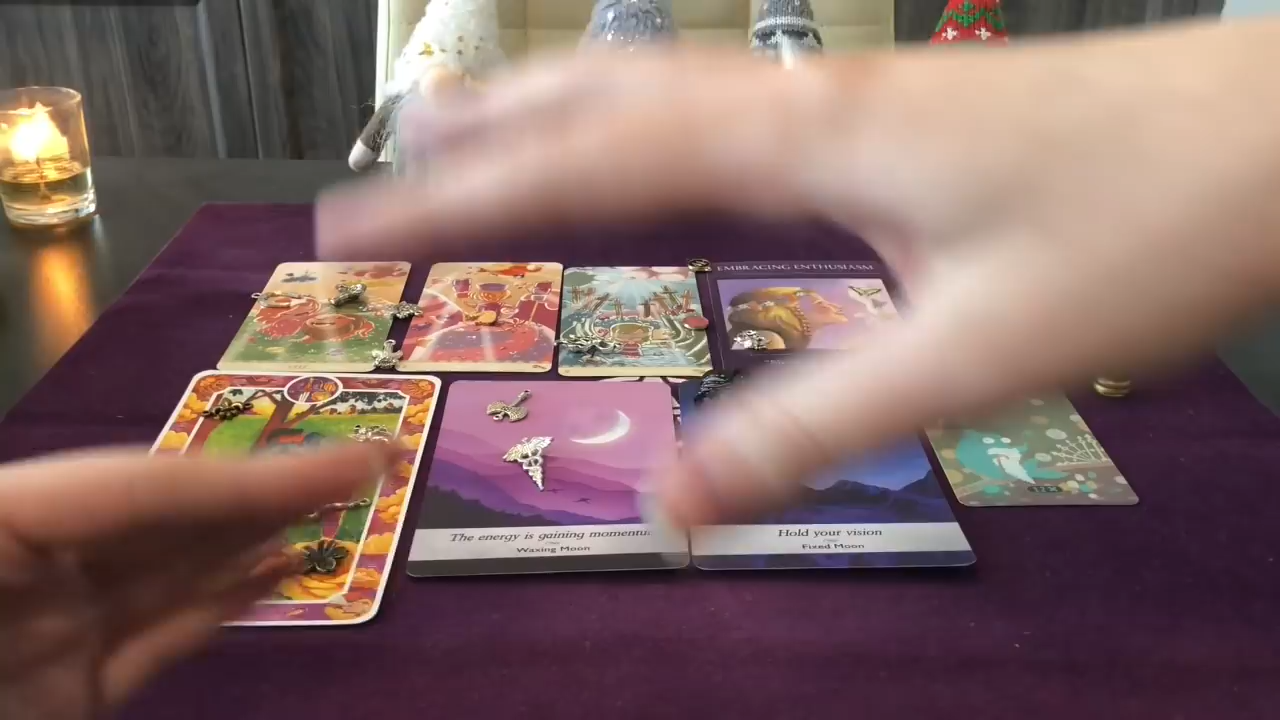 EMBRACING ENTHUSIASM
The energy is gaining momentu
Waxing Moon
Hold your vision
Fixed Moon